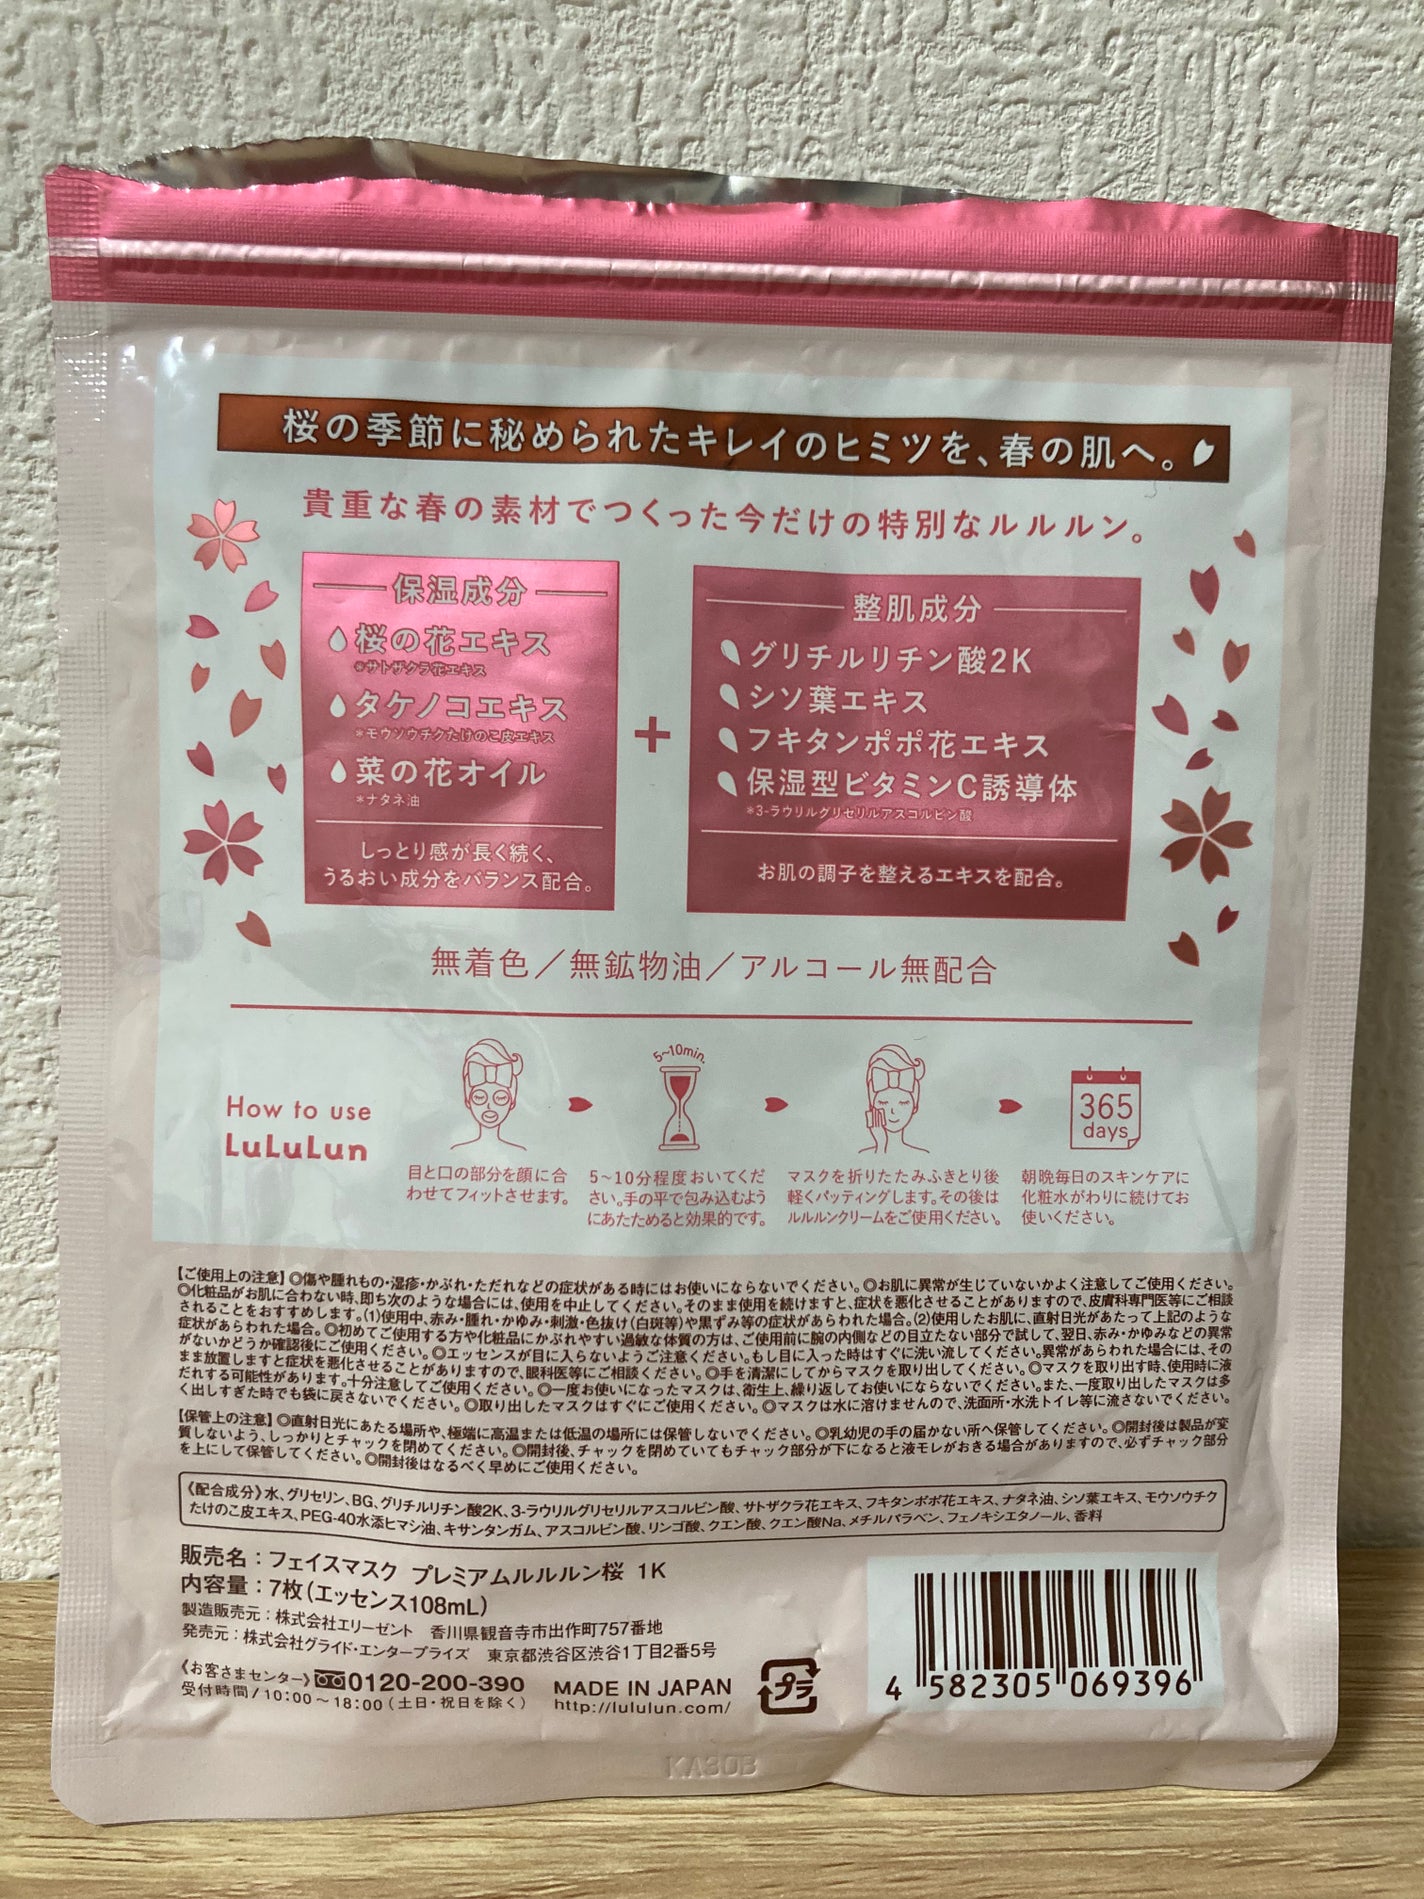 桜の季節に秘められたキレイのヒミツを、春の肌へ。
貴重な春の素材でつくった今だけの特別なルルルン。
保湿成分
桜の花エキス
*サトザクラ花エキス
タケノコエキス
*モウソウチクたけのこ皮エキス
菜の花オイル
*ナタネ油
しっとり感が長く続く、
うるおい成分をバランス配合。
+
整肌成分
グリチルリチン酸2K
シソ葉エキス
フキタンポポ花エキス
保湿型ビタミンC誘導体
*3-ラウリルグリセリルアスコルビン酸
お肌の調子を整えるエキスを配合。
無着色/無鉱物油/アルコール無配合
How to use
LuLuLun
目と口の部分を顔に合
わせてフィットさせます。
5~10min.
5~10分程度おいてくだ
さい。手の平で包み込むよう
にあたためると効果的です。
マスクを折りたたみふきとり後
軽くパッティングします。その後は
ルルルンクリームをご使用ください。
365
days
朝晩毎日のスキンケアに
化粧水がわりに続けてお
使いください。
【ご使用上の注意】◎傷や腫れもの・湿疹・かぶれ・ただれなどの症状がある時にはお使いにならないでください。◎お肌に異常が生じていないかよく注意してご使用ください。
◎化粧品がお肌に合わない時、即ち次のような場合には、使用を中止してください。そのまま使用を続けますと、症状を悪化させることがありますので、皮膚科専門医等にご相談
されることをおすすめします。(1)使用中、赤み・腫れ・かゆみ・刺激・色抜け(白斑等)や黒ずみ等の症状があらわれた場合。(2)使用したお肌に、直射日光があたって上記のような
症状があらわれた場合。◎初めてご使用する方や化粧品にかぶれやすい過敏な体質の方は、ご使用前に腕の内側などの目立たない部分で試して、翌日、赤み・かゆみなどの異常
がないかどうか確認後にご使用ください。◎エッセンスが目に入らないようご注意ください。もし目に入った時はすぐに洗い流してください。異常があらわれた場合には、その
まま放置しますと症状を悪化させることがありますので、眼科医等にご相談ください。◎手を清潔にしてからマスクを取り出してください。◎マスクを取り出す時、使用時に液
だれする可能性があります。十分注意してご使用ください。◎一度お使いになったマスクは、衛生上、繰り返してお使いにならないでください。また、一度取り出したマスクは多
く出しすぎた時でも袋に戻さないでください。◎取り出したマスクはすぐにご使用ください。◎マスクは水に溶けませんので、洗面所・水洗トイレ等に流さないでください。
【保管上の注意】◎直射日光にあたる場所や、極端に高温または低温の場所には保管しないでください。◎乳幼児の手の届かない所へ保管してください。◎開封後は製品が変
質しないよう、しっかりとチャックを閉めてください。◎開封後、チャックを閉めていてもチャック部分が下になると液モレがおきる場合がありますので、必ずチャック部分
を上にして保管してください。◎開封後はなるべく早めにご使用ください。
《配合成分》水、グリセリン、BG、グリチルリチン酸2K、3-ラウリルグリセリルアスコルビン酸、サトザクラ花エキス、フキタンポポ花エキス、ナタネ油、シソ葉エキス、モウソウチク
たけのこ皮エキス、PEG-40水添ヒマシ油、キサンタンガム、アスコルビン酸、リンゴ酸、クエン酸、クエン酸Na、メチルパラベン、フェノキシエタノール、香料
販売名:フェイスマスク プレミアムルルルン桜 1K
内容量:7枚(エッセンス108mL)
製造販売元:株式会社エリーゼント 香川県観音寺市出作町757番地
発売元:株式会社グライド・エンタープライズ 東京都渋谷区渋谷1丁目2番5号
《お客さまセンター》0120-200-390
受付時間/10:00~18:00(土日・祝日を除く)
MADE IN JAPAN
http://lululun.com/
プラ
4 582305 069396
KA30B